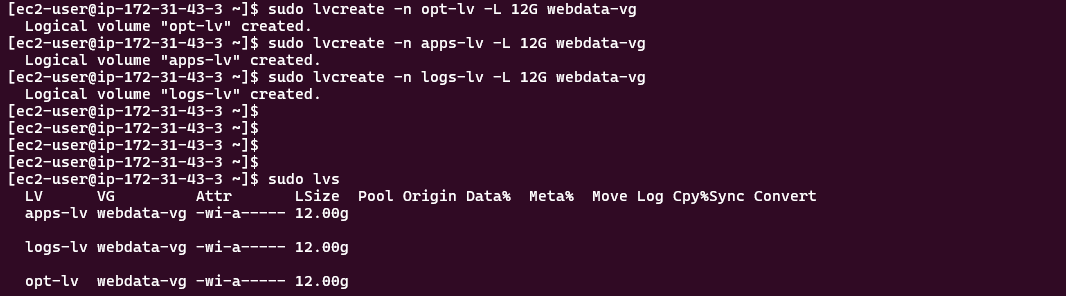 [ec2-user@ip-172-31-43-3 ~]$ sudo lvcreate -n opt-lv -L 12G webdata-vg
  Logical volume "opt-lv" created.
[ec2-user@ip-172-31-43-3 ~]$ sudo lvcreate -n apps-lv -L 12G webdata-vg
  Logical volume "apps-lv" created.
[ec2-user@ip-172-31-43-3 ~]$ sudo lvcreate -n logs-lv -L 12G webdata-vg
  Logical volume "logs-lv" created.
[ec2-user@ip-172-31-43-3 ~]$
[ec2-user@ip-172-31-43-3 ~]$
[ec2-user@ip-172-31-43-3 ~]$
[ec2-user@ip-172-31-43-3 ~]$
[ec2-user@ip-172-31-43-3 ~]$ sudo lvs
  LV      VG         Attr       LSize  Pool Origin Data%  Meta%  Move Log Cpy%Sync Convert
  apps-lv webdata-vg -wi-a----- 12.00g
  logs-lv webdata-vg -wi-a----- 12.00g
  opt-lv  webdata-vg -wi-a----- 12.00g